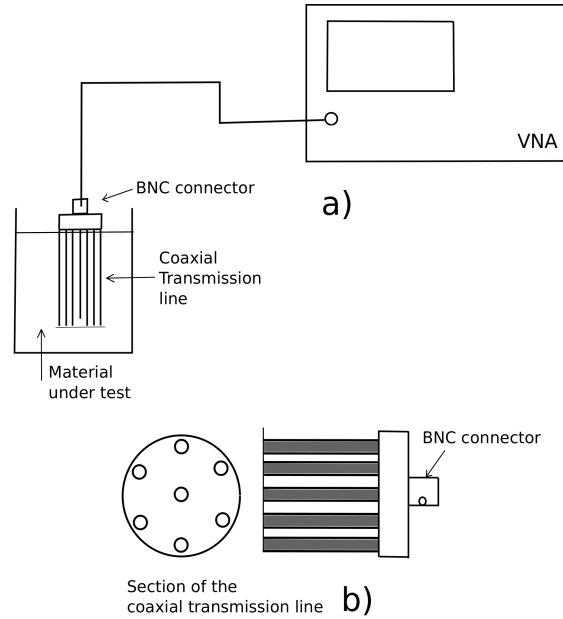 VNA
BNC connector
a)
Coaxial
Transmission
line
Material
under test
BNC connector
Section of the
coaxial transmission line
b)